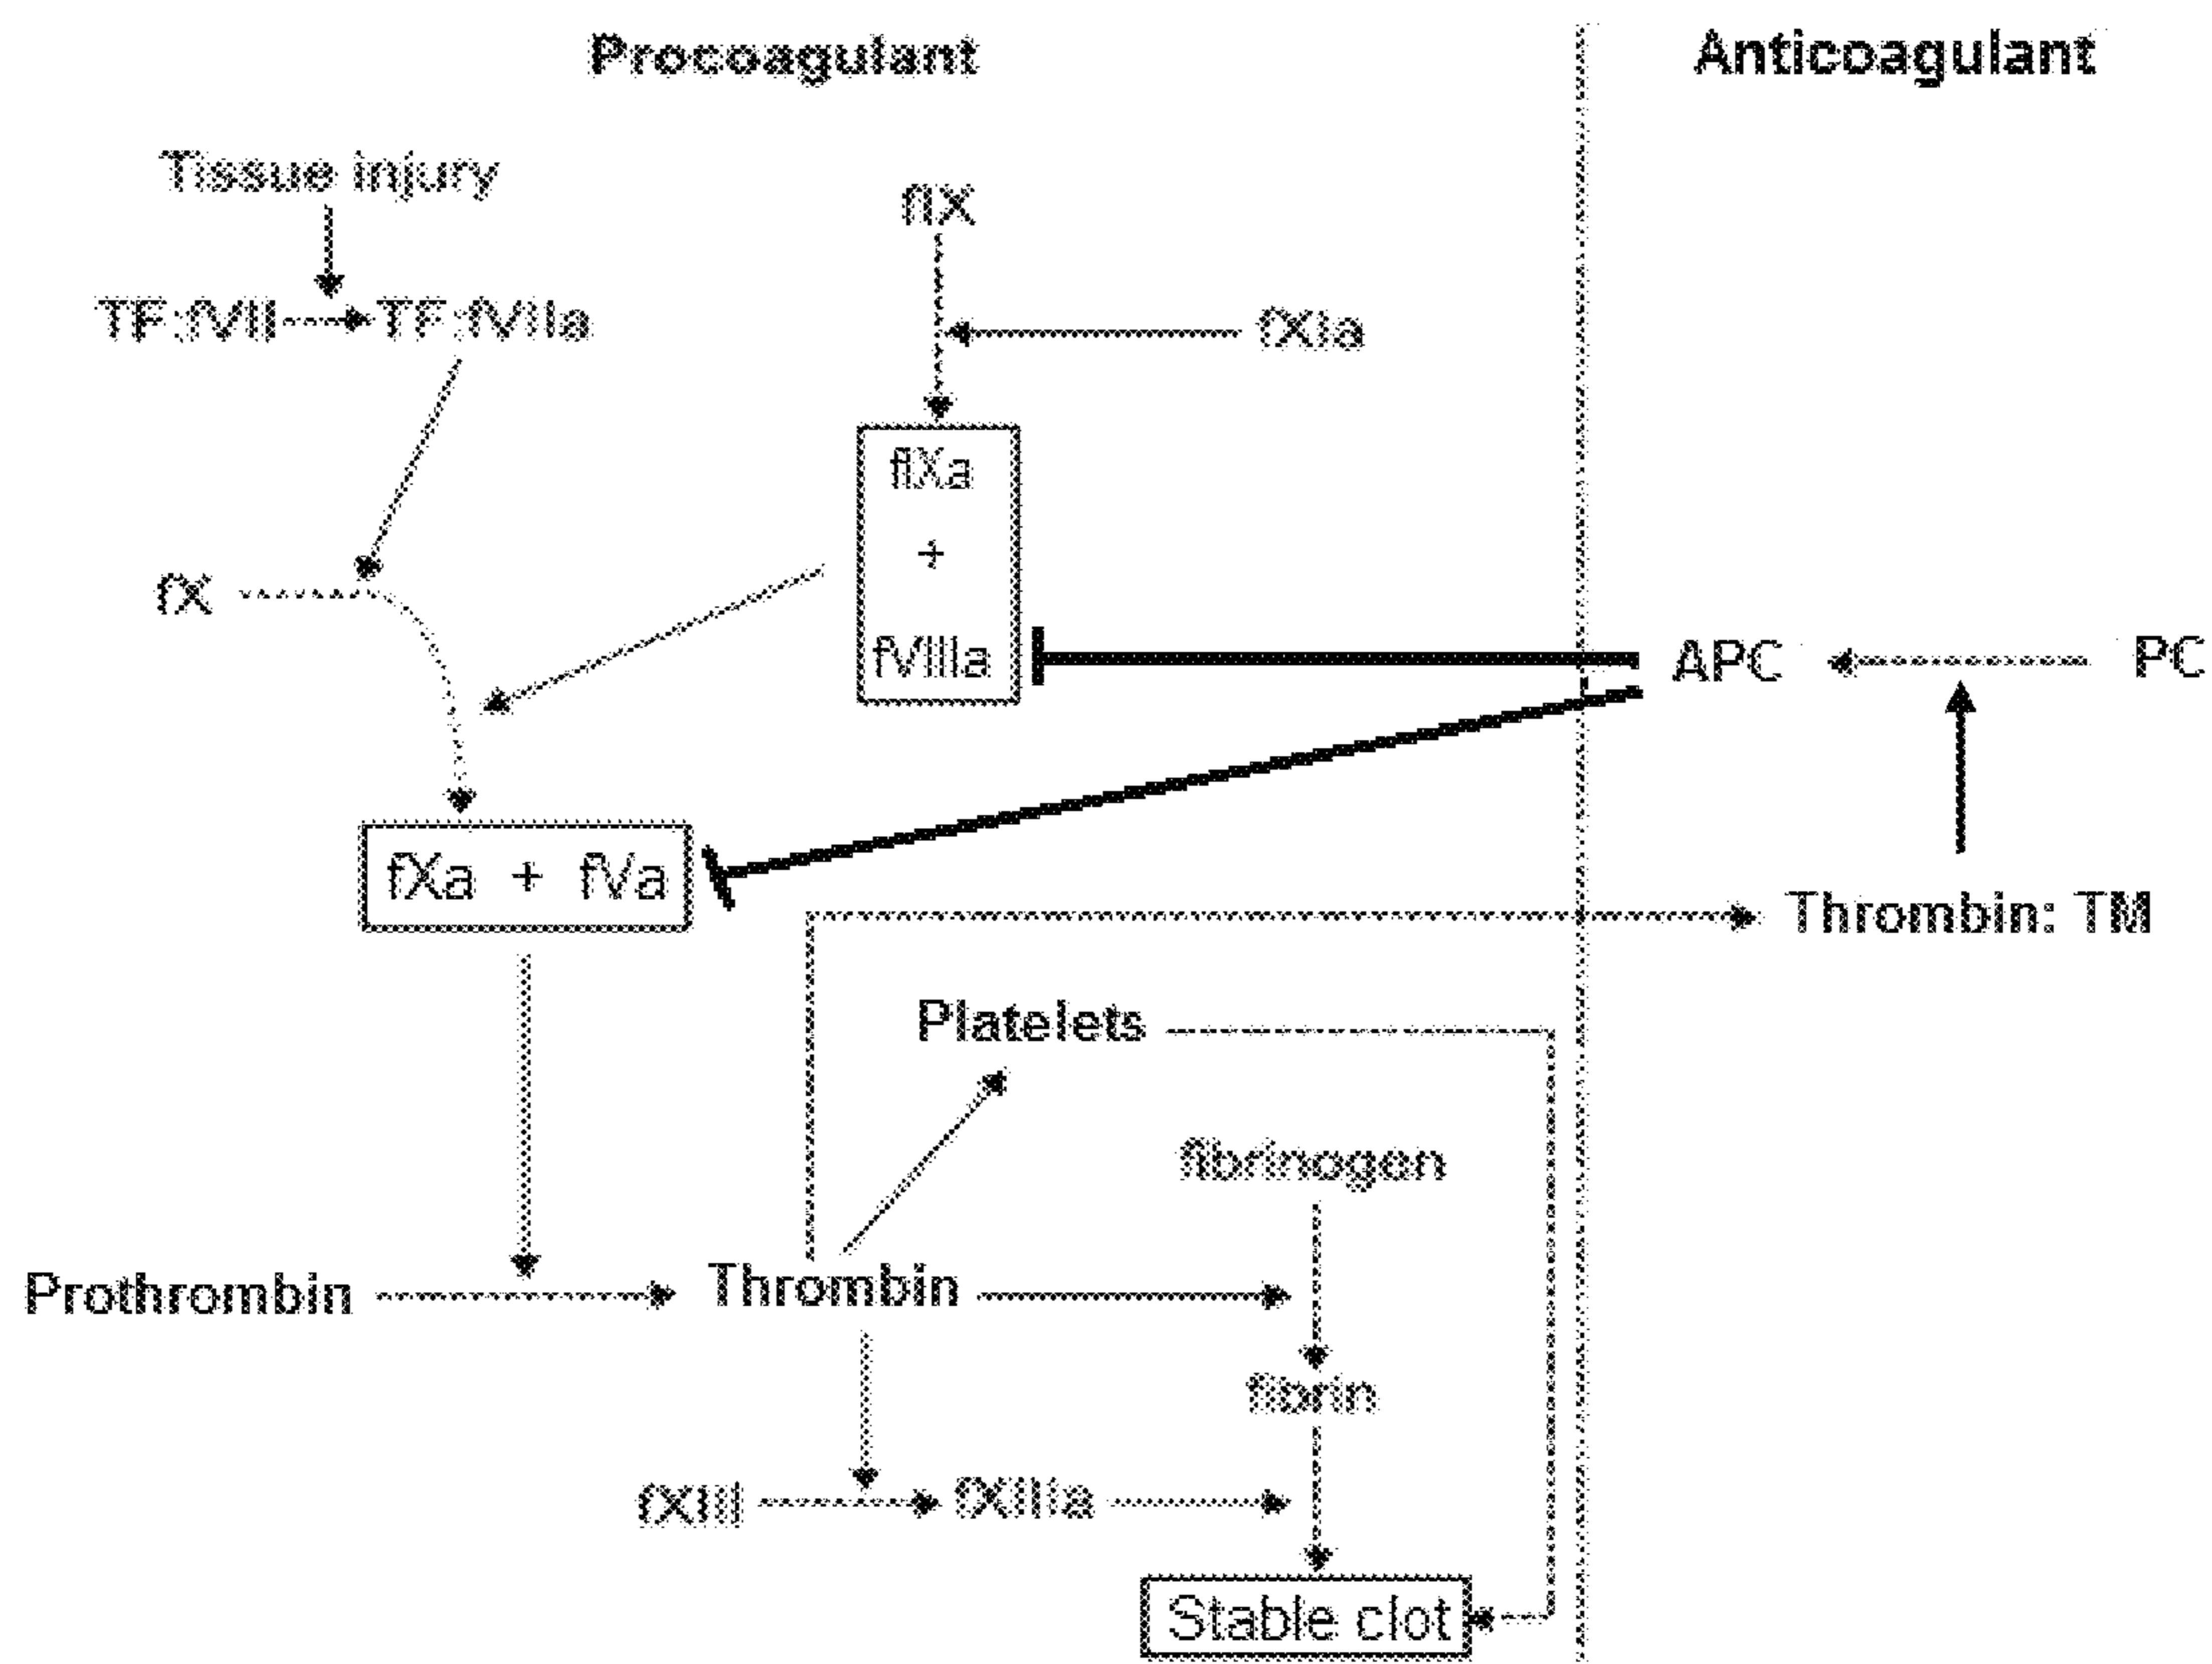 Procoagulant
Anticoagulant
Tissue injury
fIX
TF:fVII
TF:fVIIa
fXIa
fIXa
+
fVIIIa
fX
APC
PC
fXa + fVa
Thrombin: TM
Platelets
fibrinogen
Prothrombin
Thrombin
fibrin
fXIII
fXIIIa
Stable clot